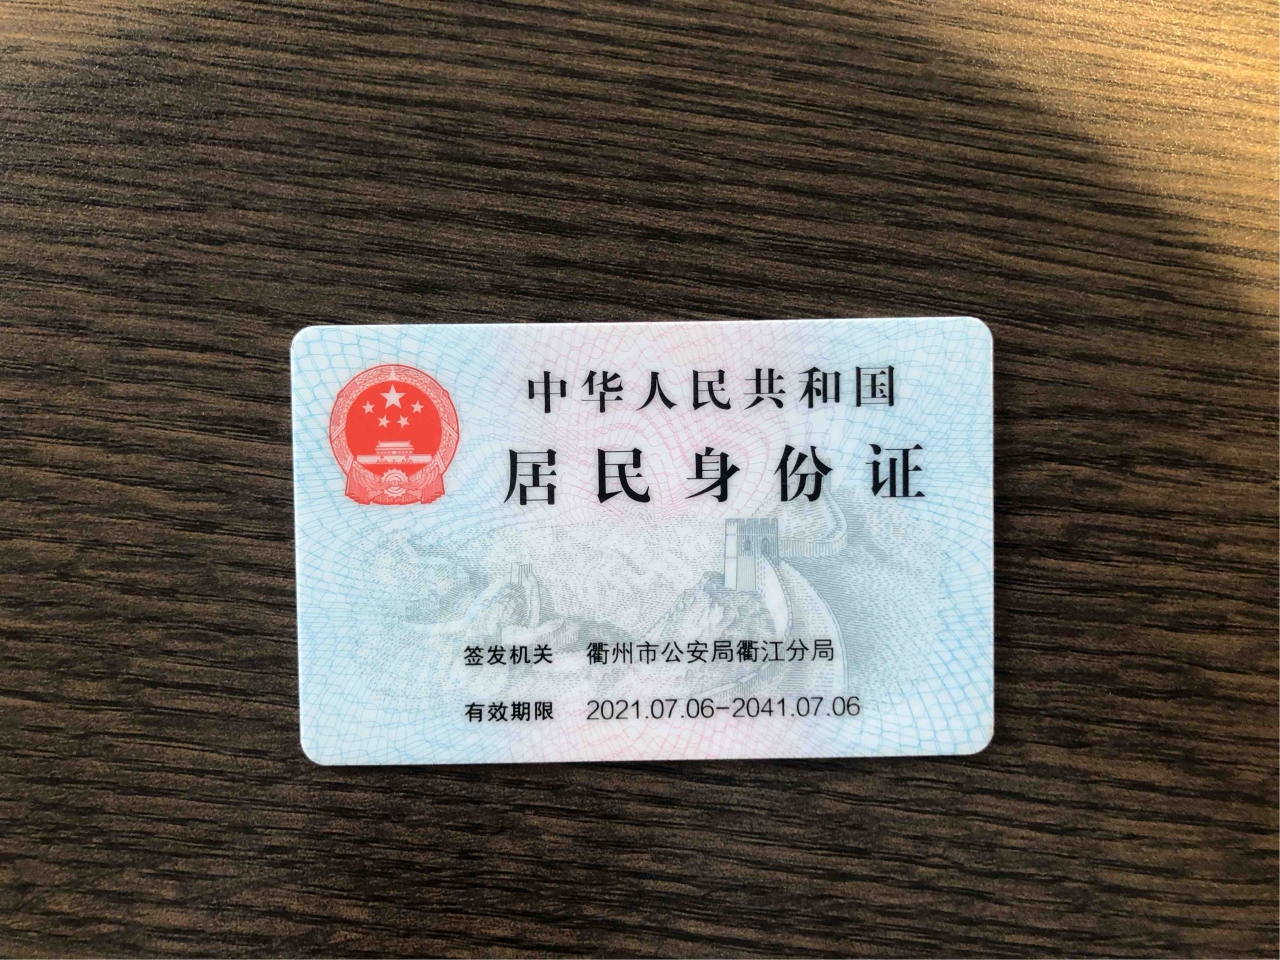 中华人民共和国
居民身份证
签发机关 衢州市公安局衢江分局
有效期限 2021.07.06-2041.07.06